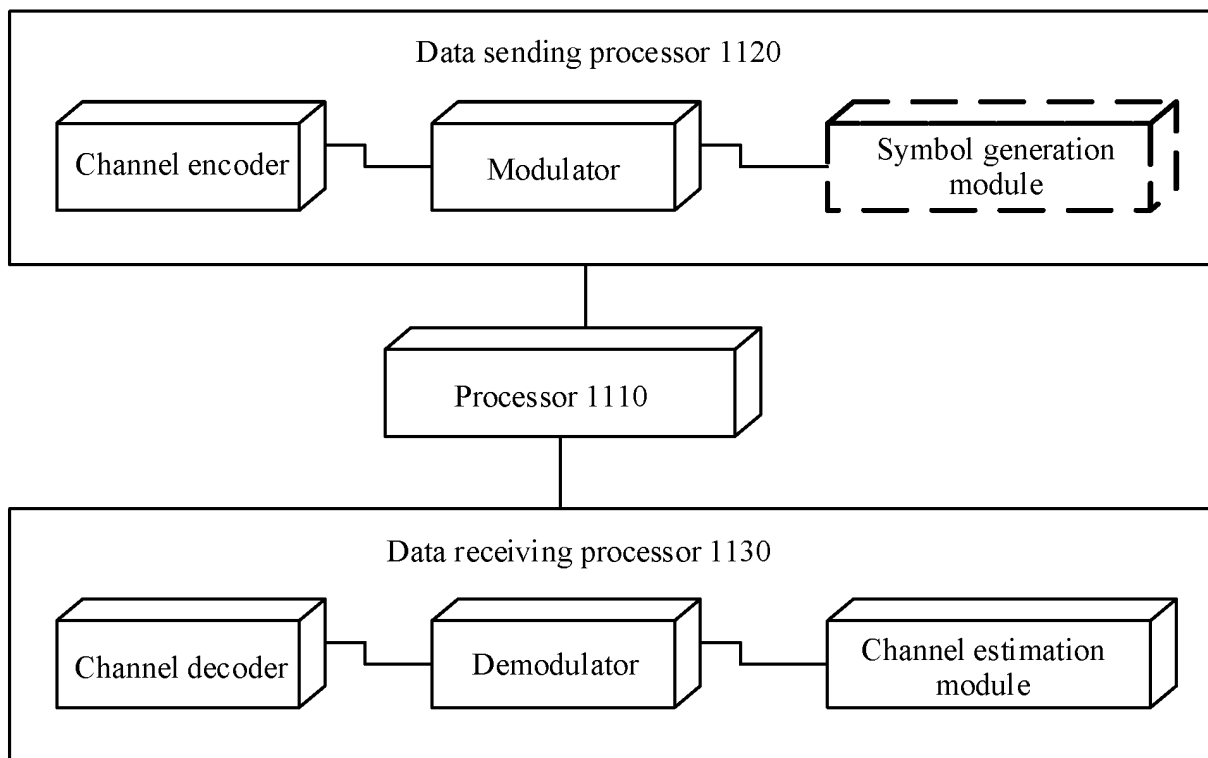 Data sending processor 1120
Channel encoder
Modulator
Symbol generation
module
Processor 1110
Data receiving processor 1130
Channel decoder
Demodulator
Channel estimation
module